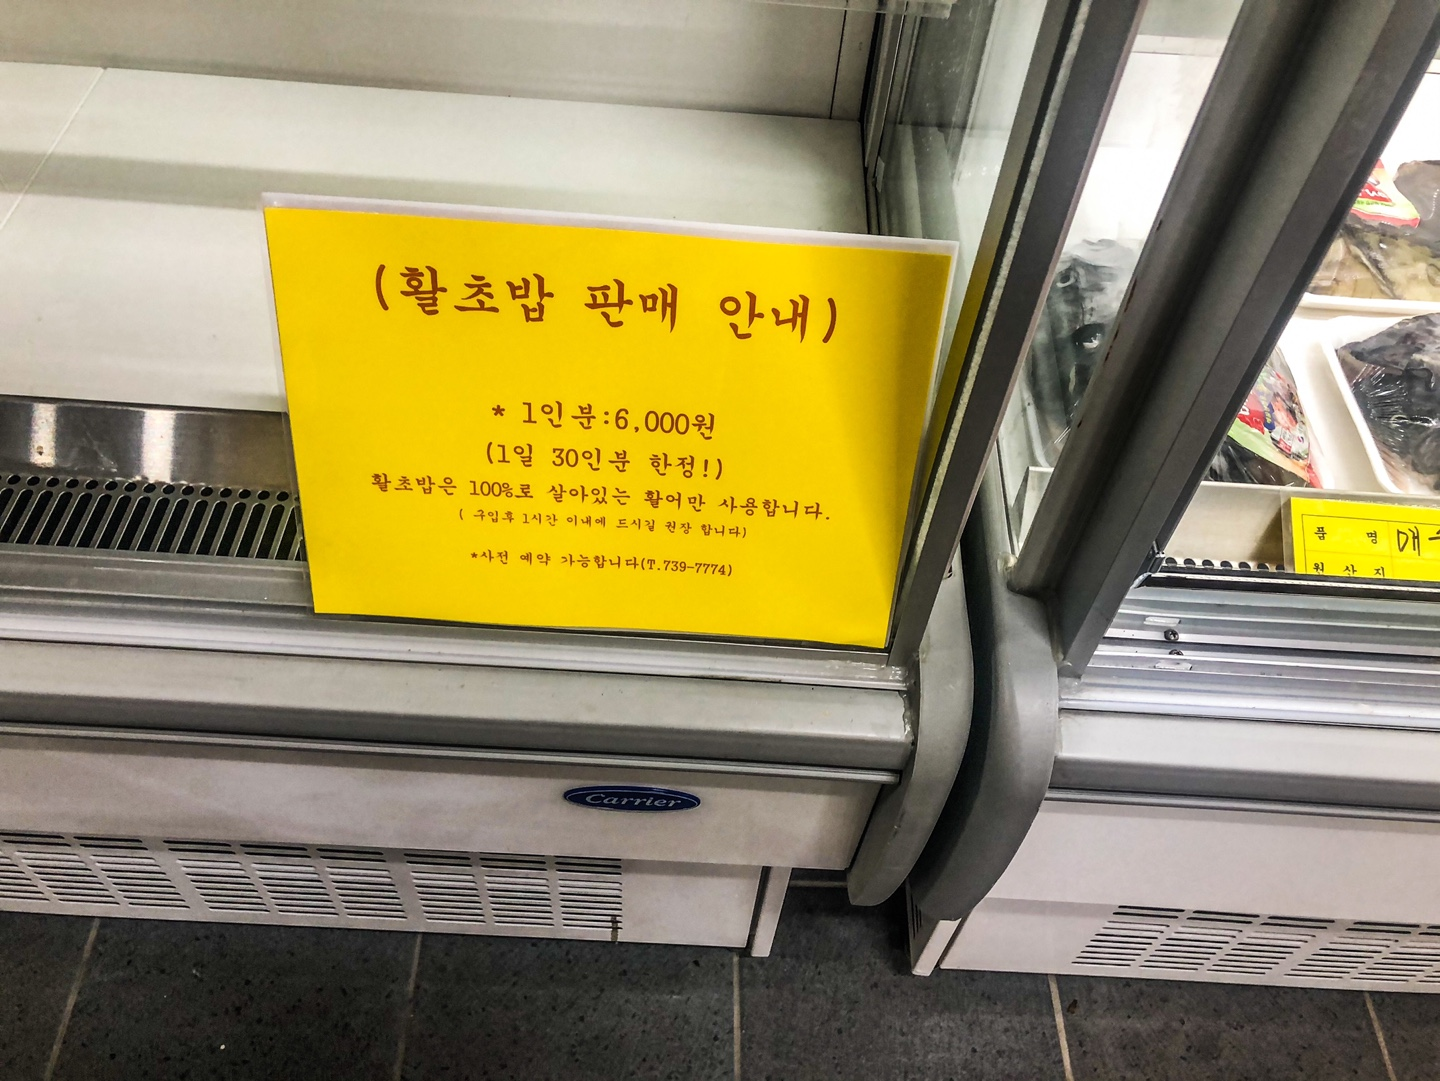 (활초밥 판매 안내)
* 1인분:6,000원
(1일 30인분 한정!)
활초밥은 100%로 살아있는 활어만 사용합니다.
( 구입후 1시간 이내에 드시길 권장 합니다)
*사전 예약 가능합니다(T.739-7774)
Carrier
품 명
원 산 지